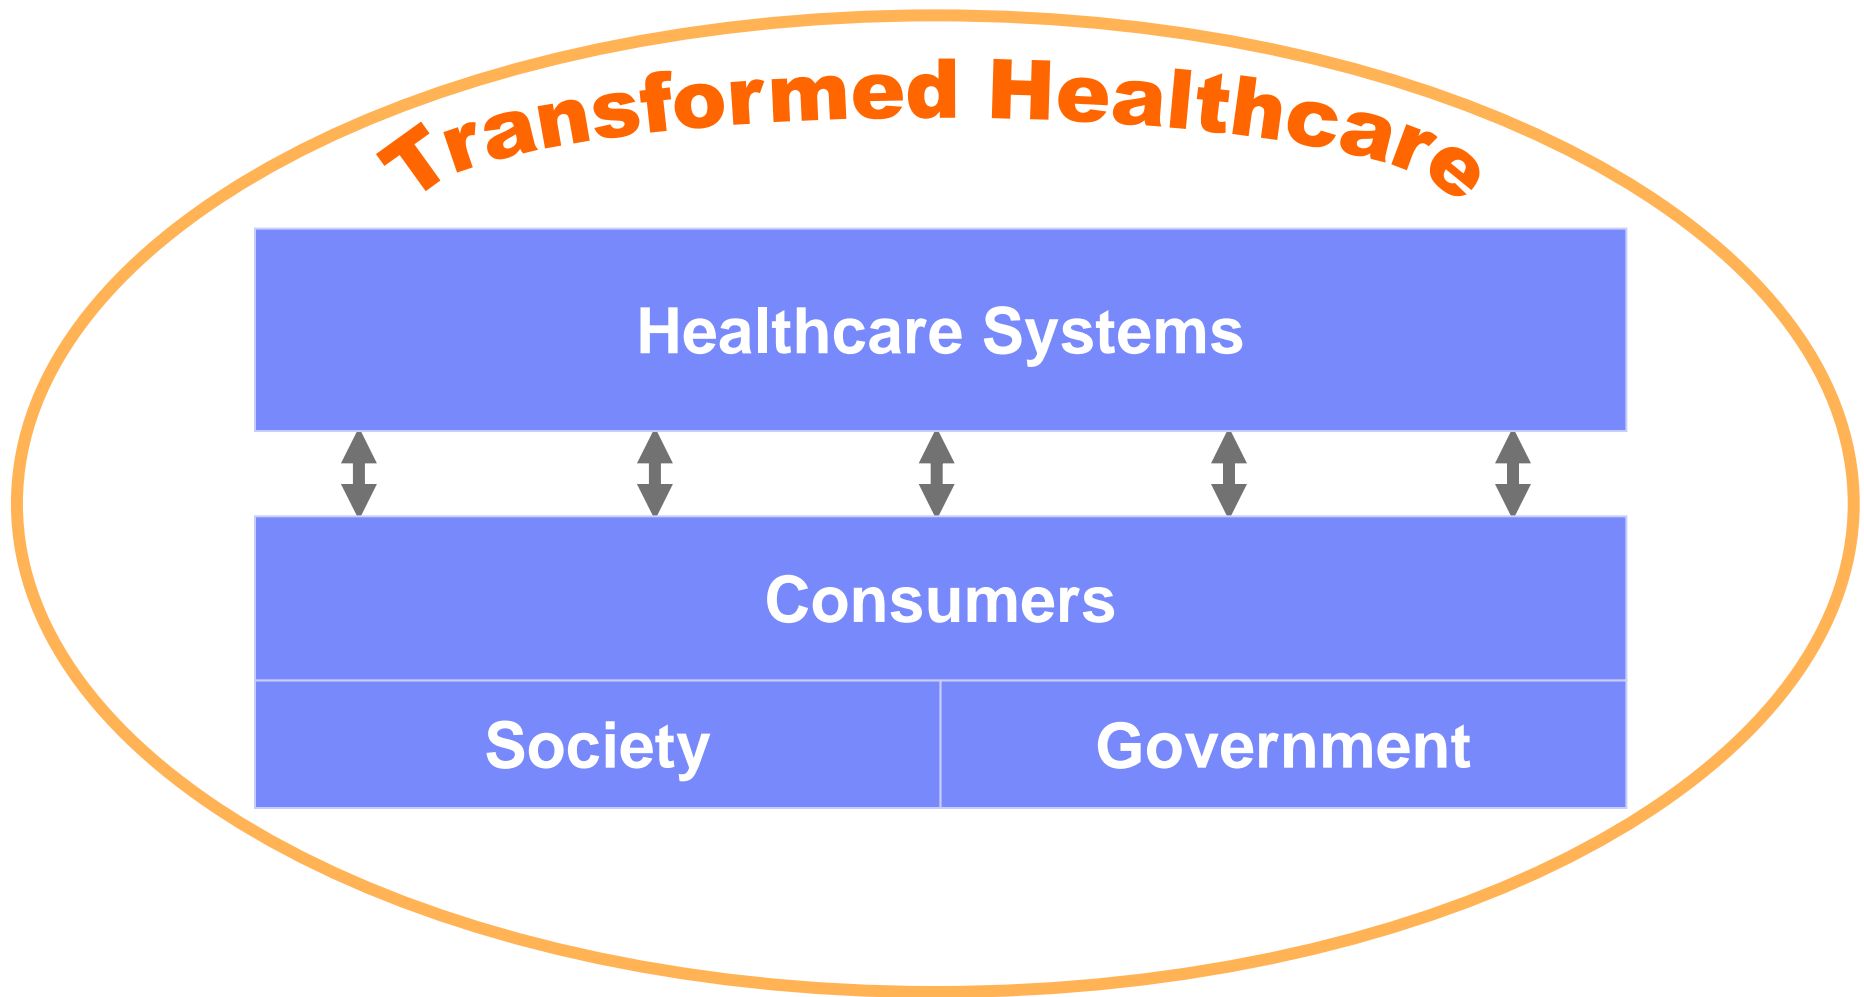 Transformed Healthcare
Healthcare Systems
Consumers
Society
Government